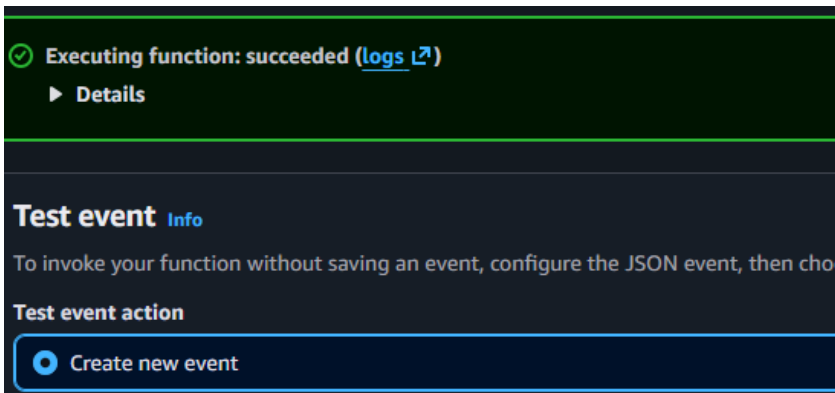 Executing function: succeeded (logs)
Details
Test event Info
To invoke your function without saving an event, configure the JSON event, then cho
Test event action
Create new event